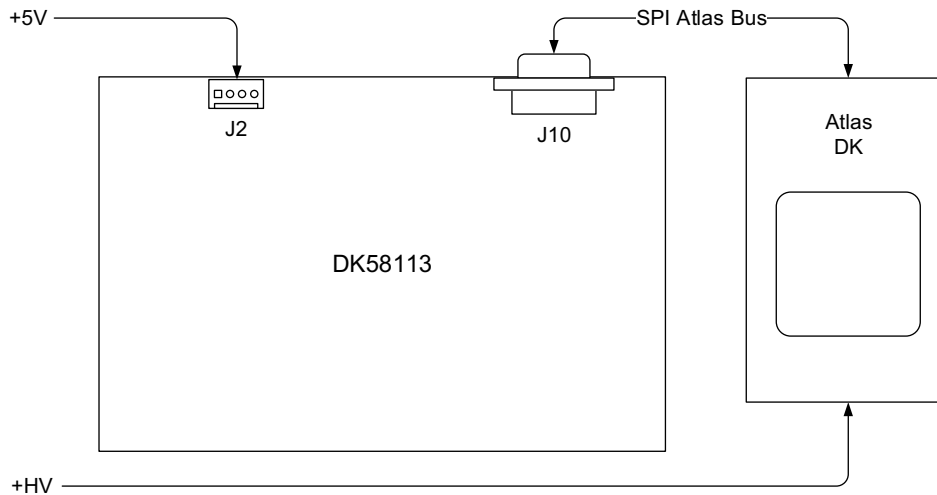 +5V
SPI Atlas Bus
J2
J10
Atlas
DK
DK58113
+HV